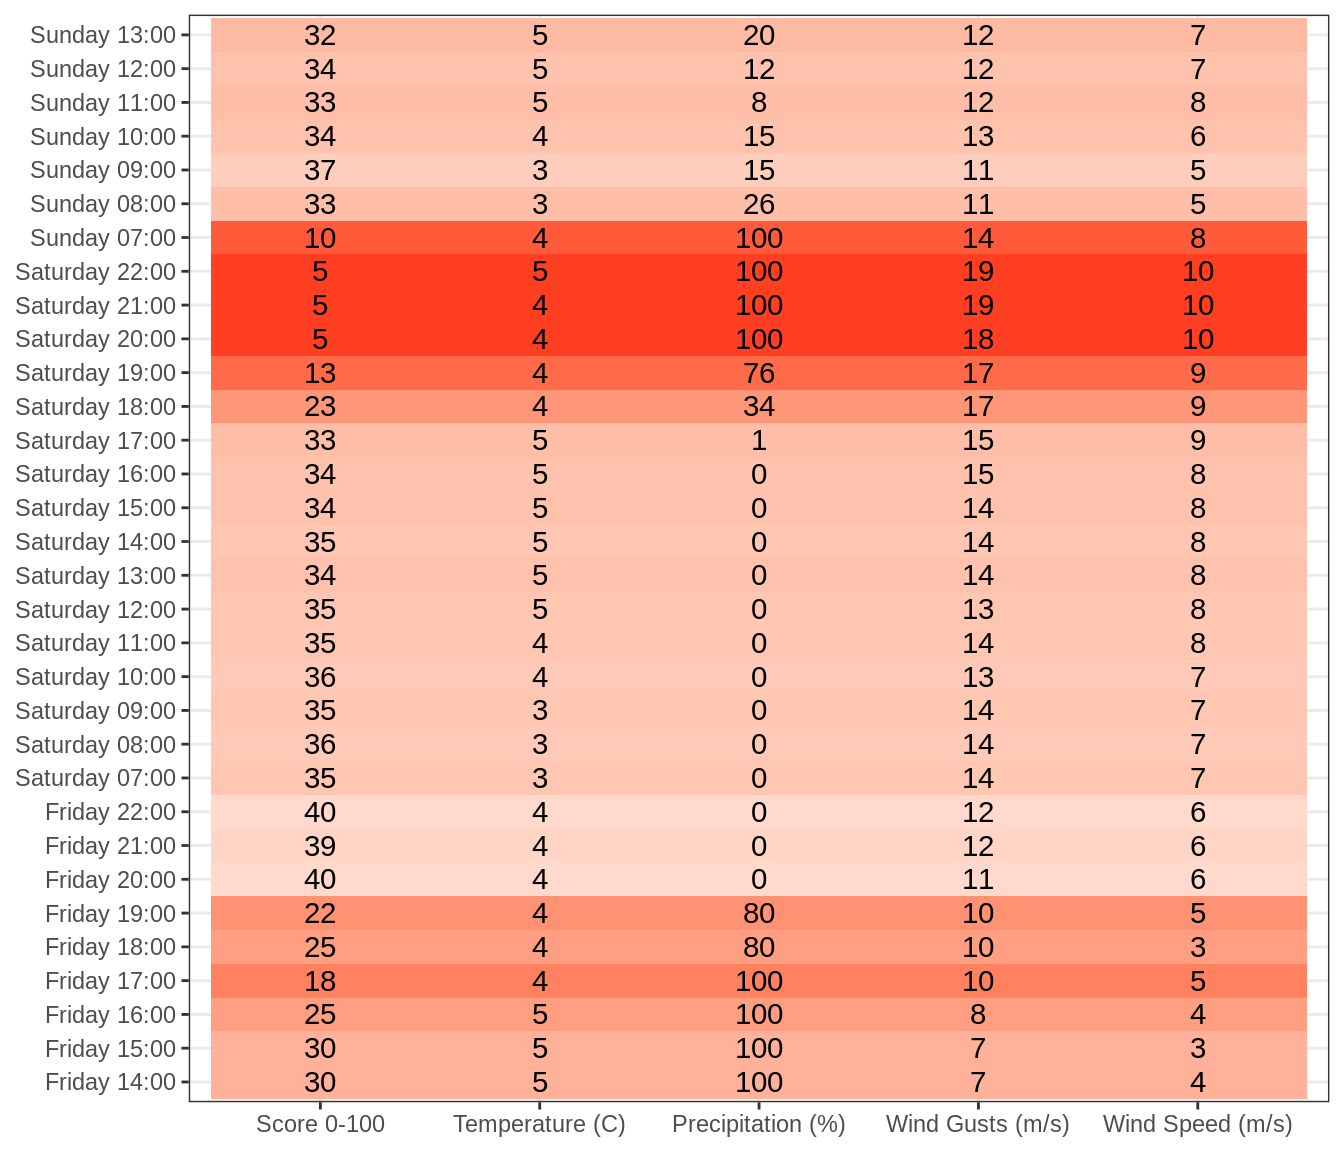 Sunday 13:00 32 5 20 12 7
Sunday 12:00 34 5 12 12 7
Sunday 11:00 33 5 8 12 8
Sunday 10:00 34 4 15 13 6
Sunday 09:00 37 3 15 11 5
Sunday 08:00 33 3 26 11 5
Sunday 07:00 10 4 100 14 8
Saturday 22:00 5 5 100 19 10
Saturday 21:00 5 4 100 19 10
Saturday 20:00 5 4 100 18 10
Saturday 19:00 13 4 76 17 9
Saturday 18:00 23 4 34 17 9
Saturday 17:00 33 5 1 15 9
Saturday 16:00 34 5 0 15 8
Saturday 15:00 34 5 0 14 8
Saturday 14:00 35 5 0 14 8
Saturday 13:00 34 5 0 14 8
Saturday 12:00 35 5 0 13 8
Saturday 11:00 35 4 0 14 8
Saturday 10:00 36 4 0 13 7
Saturday 09:00 35 3 0 14 7
Saturday 08:00 36 3 0 14 7
Saturday 07:00 35 3 0 14 7
Friday 22:00 40 4 0 12 6
Friday 21:00 39 4 0 12 6
Friday 20:00 40 4 0 11 6
Friday 19:00 22 4 80 10 5
Friday 18:00 25 4 80 10 3
Friday 17:00 18 4 100 10 5
Friday 16:00 25 5 100 8 4
Friday 15:00 30 5 100 7 3
Friday 14:00 30 5 100 7 4
Score 0-100 Temperature (C) Precipitation (%) Wind Gusts (m/s) Wind Speed (m/s)